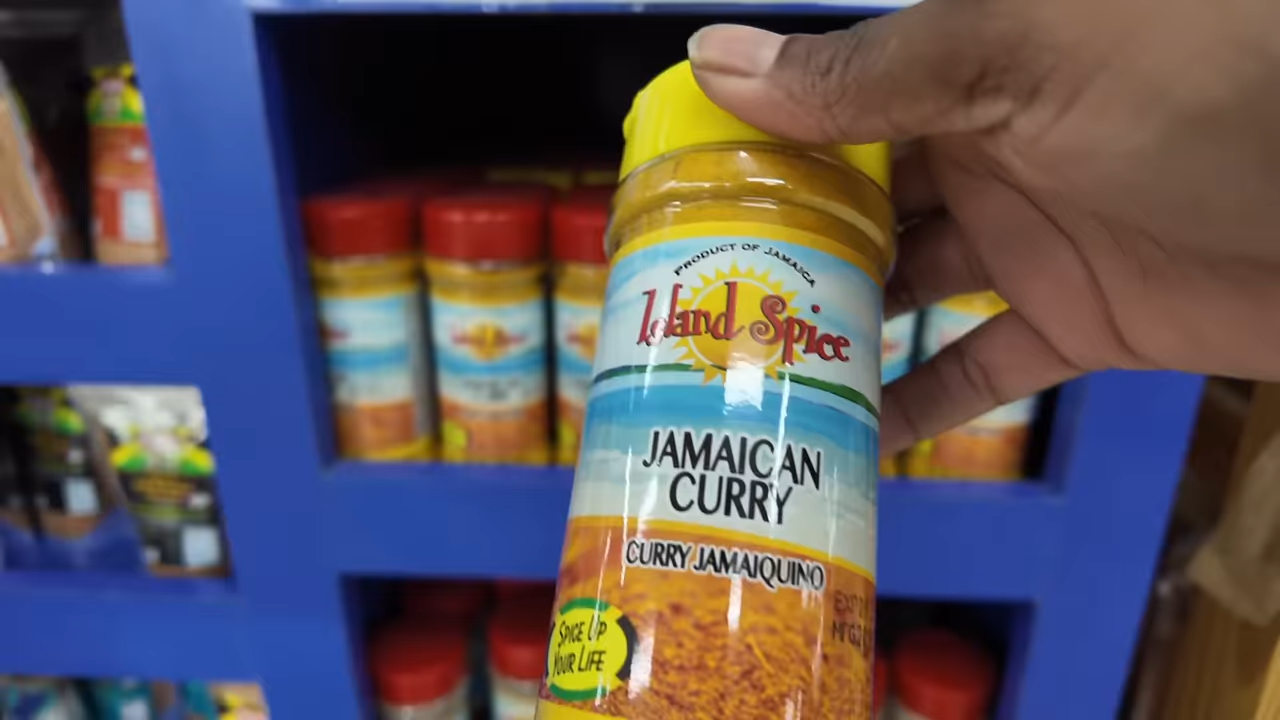 PRODUCT OF JAMAICA
Island Spice
JAMAICAN
CURRY
CURRY JAMAIQUINO
SPICE UP
YOUR LIFE